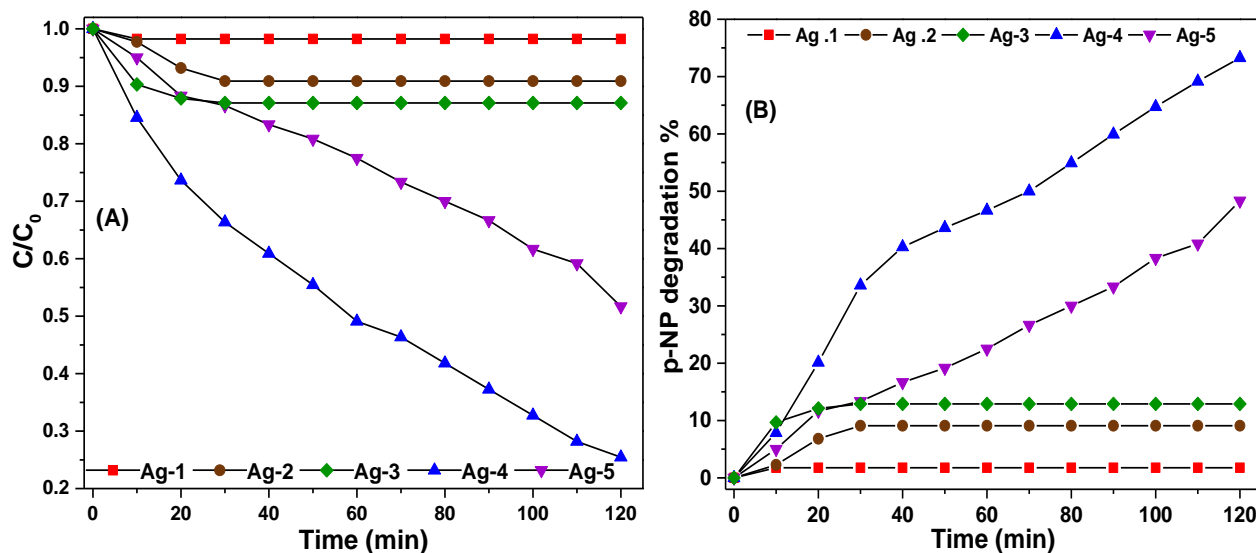 1.0
0.9
0.8
0.7
0.6
0.5
0.4
0.3
0.2
C/C₀
(A)
Ag-1 Ag-2 Ag-3 Ag-4 Ag-5
0 20 40 60 80 100 120
Time (min)
80
70
60
50
40
30
20
10
0
p-NP degradation %
Ag .1 Ag .2 Ag-3 Ag-4 Ag-5
(B)
0 20 40 60 80 100 120
Time (min)